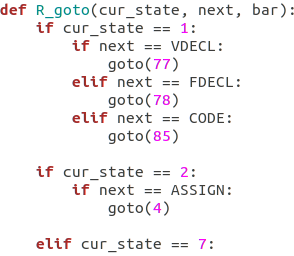 def R_goto(cur_state, next, bar):
    if cur_state == 1:
        if next == VDECL:
            goto(77)
        elif next == FDECL:
            goto(78)
        elif next == CODE:
            goto(85)

    if cur_state == 2:
        if next == ASSIGN:
            goto(4)

    elif cur_state == 7: